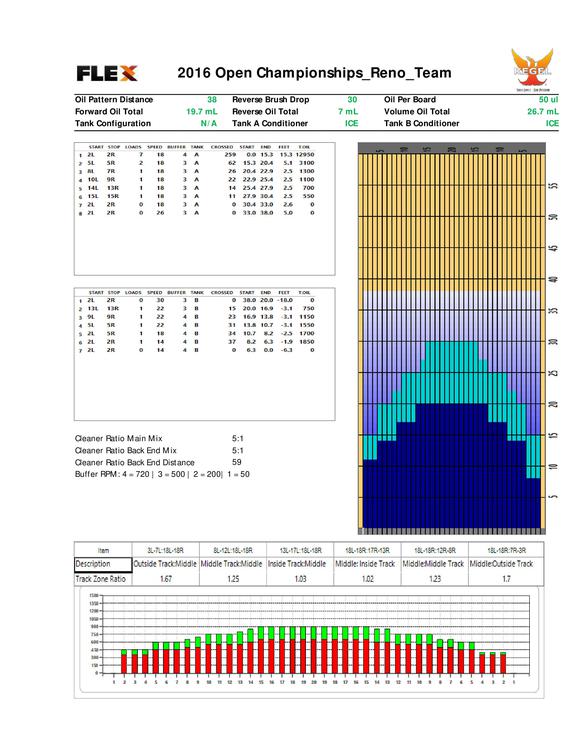 FLEX
2016 Open Championships_Reno_Team
KEGEL
Oil Pattern Distance 38 Reverse Brush Drop 30 Oil Per Board 50 ul
Forward Oil Total 19.7 mL Reverse Oil Total 7 mL Volume Oil Total 26.7 mL
Tank Configuration N/A Tank A Conditioner ICE Tank B Conditioner ICE
START STOP LOADS SPEED BUFFER TANK CROSSED START END FEET T.OIL
1 2L 2R 7 18 4 A 259 0.0 15.3 15.3 12950
2 5L 5R 2 18 3 A 62 15.3 20.4 5.1 3100
3 8L 7R 1 18 3 A 26 20.4 22.9 2.5 1300
4 10L 9R 1 18 3 A 22 22.9 25.4 2.5 1100
5 14L 13R 1 18 3 A 14 25.4 27.9 2.5 700
6 15L 15R 1 18 3 A 11 27.9 30.4 2.5 550
7 2L 2R 0 18 3 A 0 30.4 33.0 2.6 0
8 2L 2R 0 26 3 A 0 33.0 38.0 5.0 0
START STOP LOADS SPEED BUFFER TANK CROSSED START END FEET T.OIL
1 2L 2R 0 30 3 B 0 38.0 20.0 -18.0 0
2 13L 13R 1 22 3 B 15 20.0 16.9 -3.1 750
3 9L 9R 1 22 4 B 23 16.9 13.8 -3.1 1150
4 5L 5R 1 22 4 B 31 13.8 10.7 -3.1 1550
5 2L 5R 1 18 4 B 34 10.7 8.2 -2.5 1700
6 2L 2R 1 14 4 B 37 8.2 6.3 -1.9 1850
7 2L 2R 0 14 4 B 0 6.3 0.0 -6.3 0
5 10 15 20 15 10 5
55
50
45
40
35
30
25
20
15
10
5
Cleaner Ratio Main Mix 5:1
Cleaner Ratio Back End Mix 5:1
Cleaner Ratio Back End Distance 59
Buffer RPM: 4 = 720 | 3 = 500 | 2 = 200| 1 = 50
Item 3L-7L:18L-18R 8L-12L:18L-18R 13L-17L:18L-18R 18L-18R:17R-13R 18L-18R:12R-8R 18L-18R:7R-3R
Description Outside Track:Middle Middle Track:Middle Inside Track:Middle Middle: Inside Track Middle:Middle Track Middle:Outside Track
Track Zone Ratio 1.67 1.25 1.03 1.02 1.23 1.7
1500
1350
1200
1050
900
750
600
450
300
150
0
1 2 3 4 5 6 7 8 9 10 11 12 13 14 15 16 17 18 19 20 19 18 17 16 15 14 13 12 11 10 9 8 7 6 5 4 3 2 1